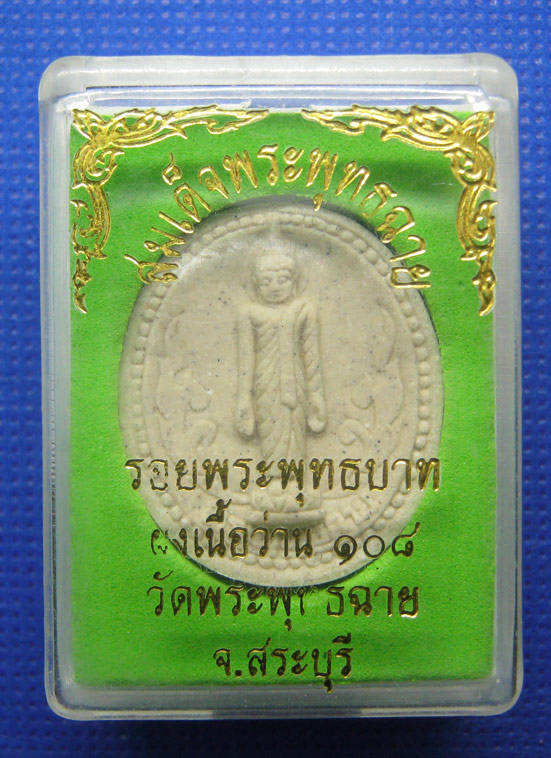 สมเด็จพระพุทธฉาย
รอยพระพุทธบาท
ผงเนื้อว่าน ๑๐๘
วัดพระพุทธฉาย
จ.สระบุรี